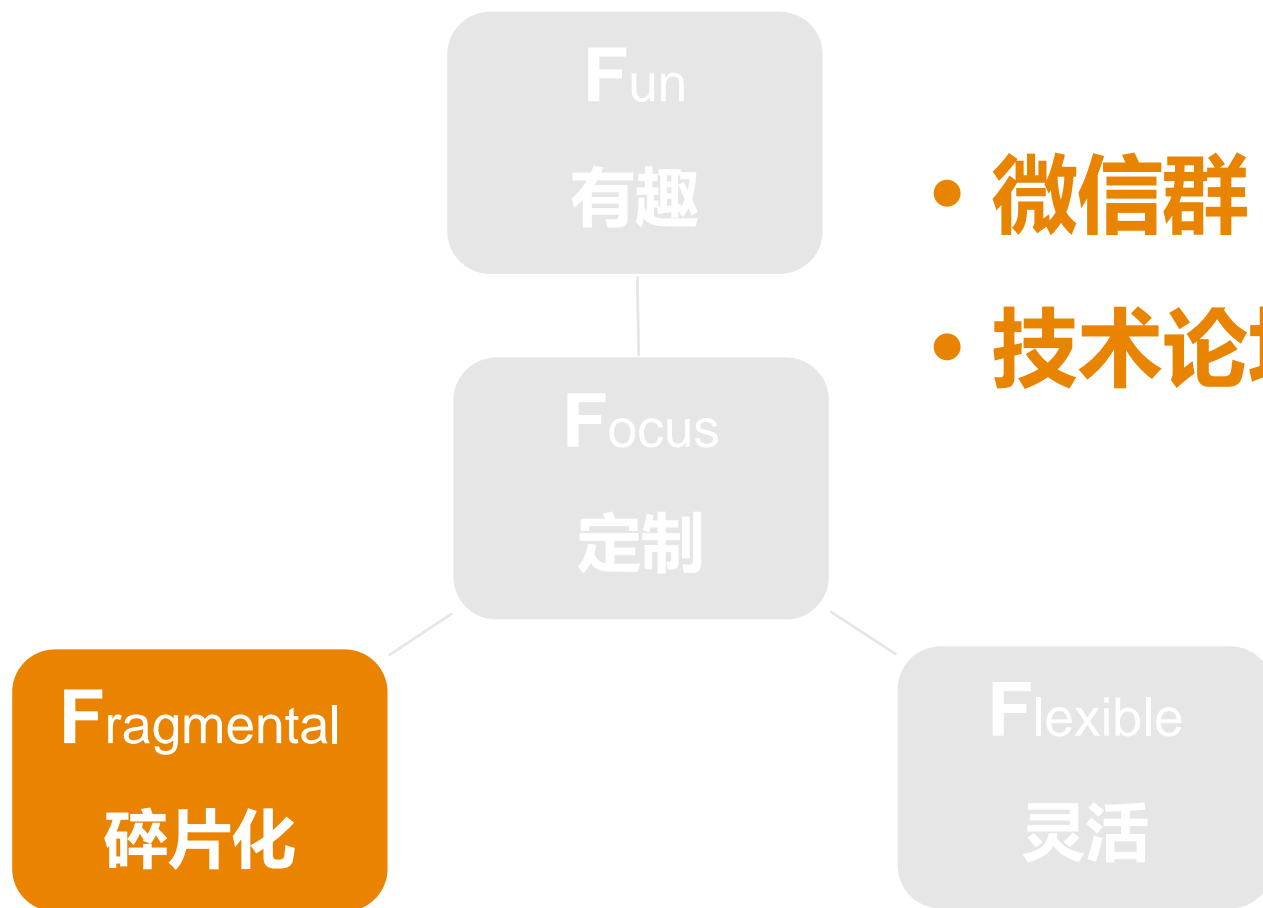 Fun
有趣
• 微信群
• 技术论
Focus
定制
Fragmental
碎片化
Flexible
灵活